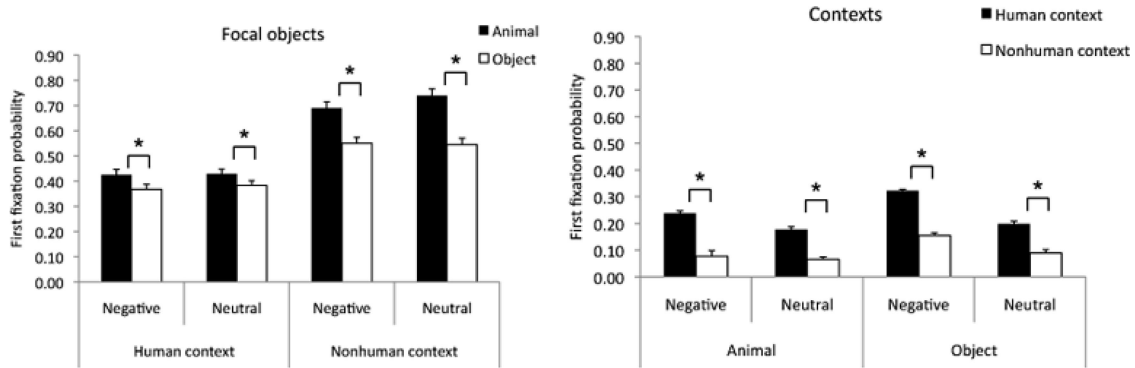 Focal objects
Animal
Object
First fixation probability
0.90
0.80
0.70
0.60
0.50
0.40
0.30
0.20
0.10
0.00
* * * *
Negative Neutral Negative Neutral
Human context Nonhuman context
Contexts
Human context
Nonhuman context
First fixation probability
0.90
0.80
0.70
0.60
0.50
0.40
0.30
0.20
0.10
0.00
* * * *
Negative Neutral Negative Neutral
Animal Object